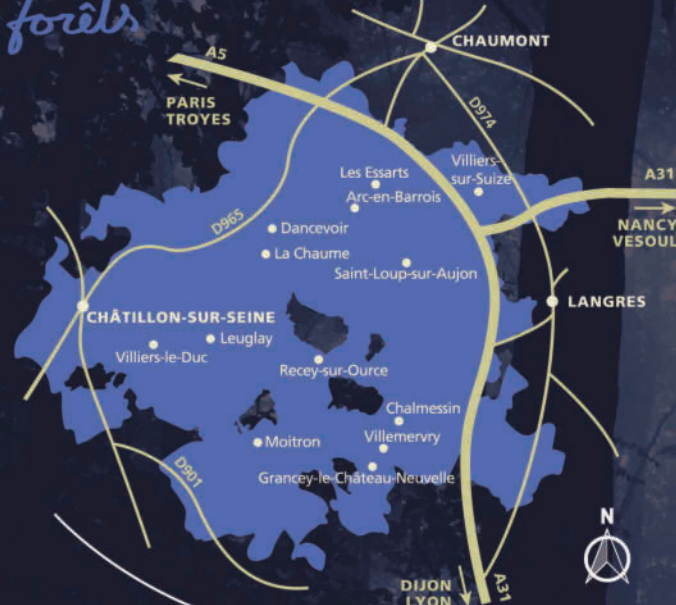 forêts
CHAUMONT
A5
PARIS
TROYES
D974
Villiers-
sur-Suize
Les Essarts
Arc-en-Barrois
A31
NANCY
VESOUL
D965
Dancevoir
La Chaume
Saint-Loup-sur-Aujon
CHÂTILLON-SUR-SEINE
LANGRES
Leuglay
Villiers-le-Duc
Recey-sur-Ource
Chalmessin
Moitron
Villemervry
D901
Grancey-le-Château-Neuvelle
N
DIJON
LYON
A31